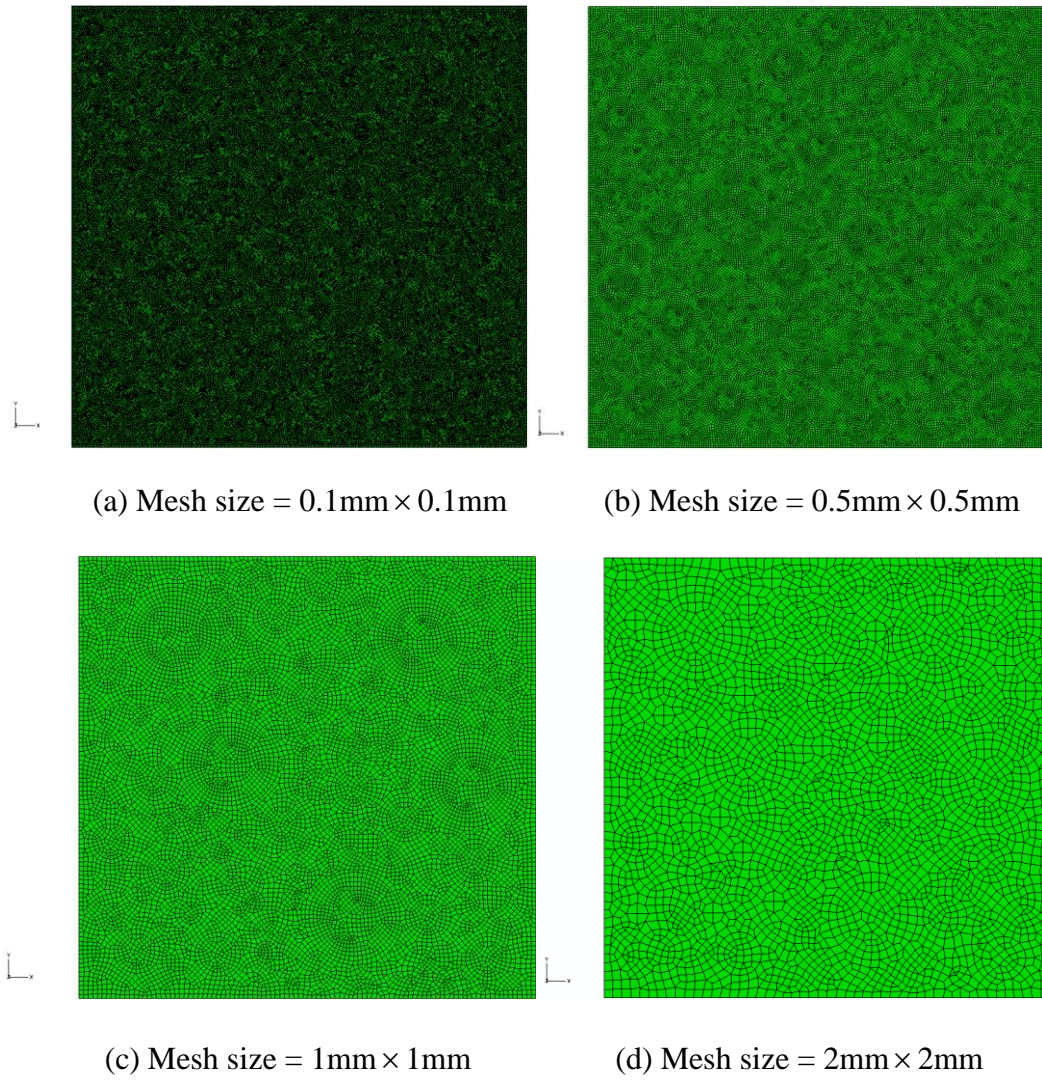 (a) Mesh size = 0.1mm × 0.1mm
(b) Mesh size = 0.5mm × 0.5mm
(c) Mesh size = 1mm × 1mm
(d) Mesh size = 2mm × 2mm